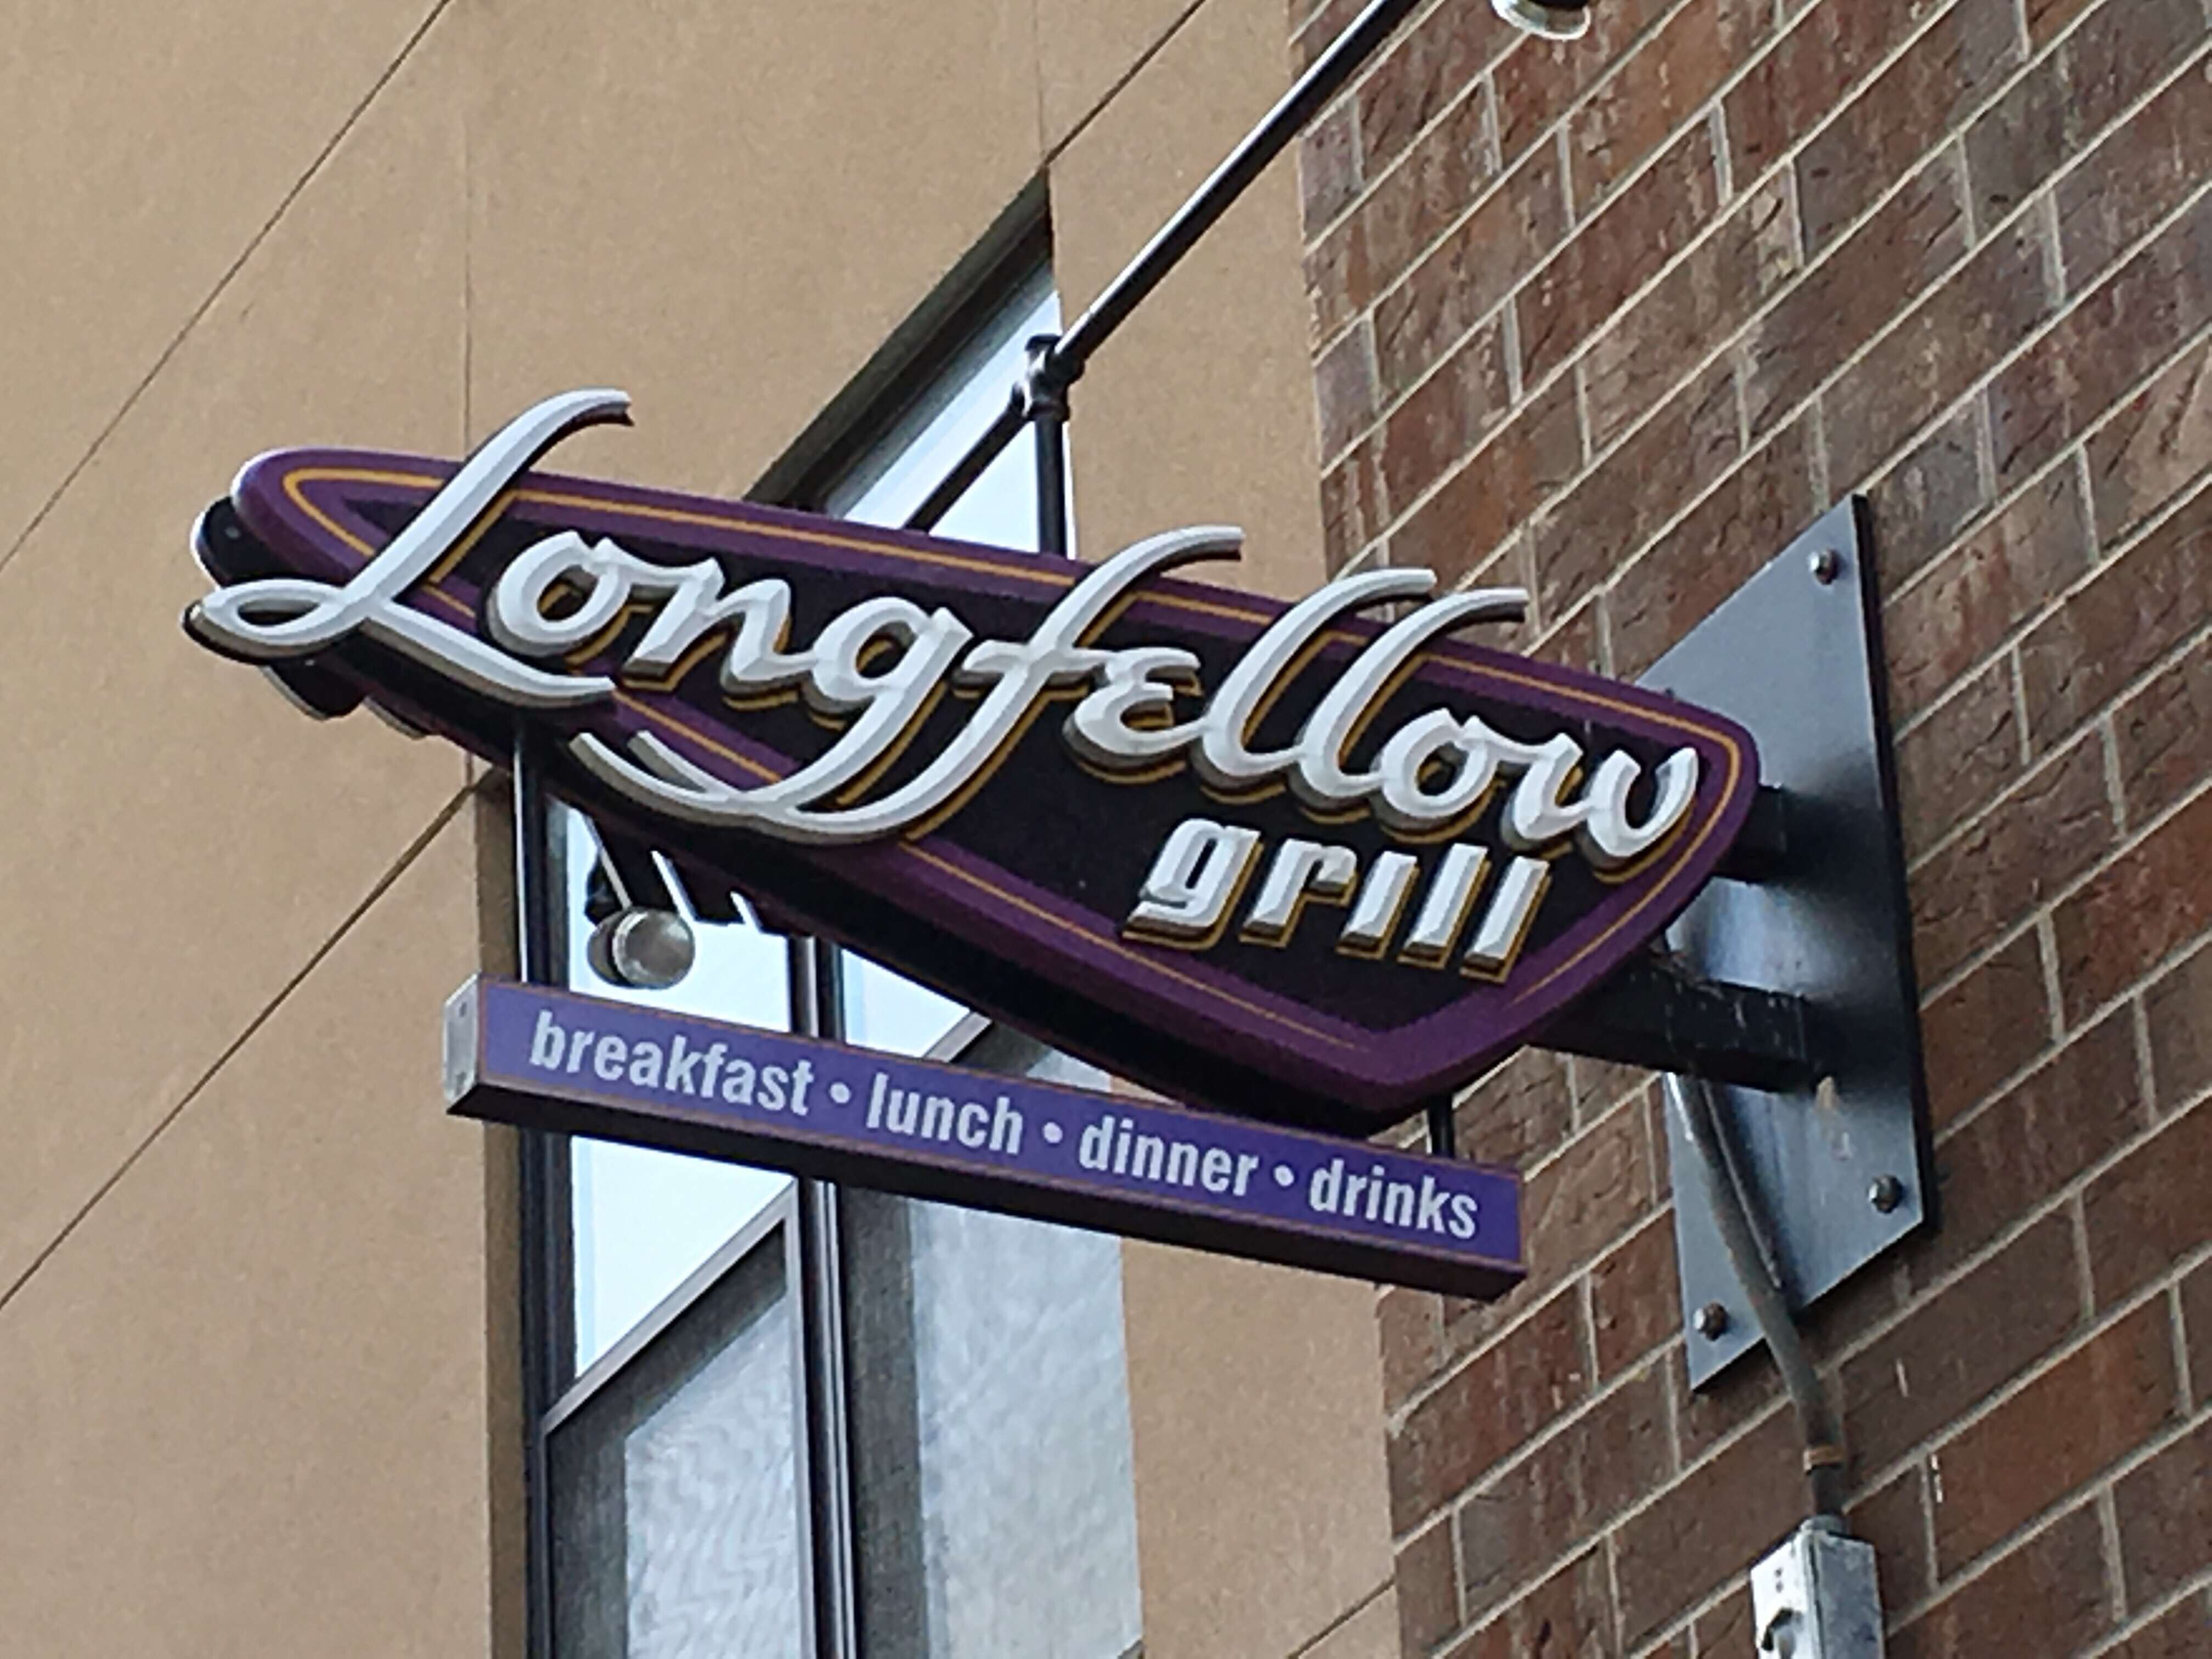 Longfellow
grill
breakfast • lunch • dinner • drinks